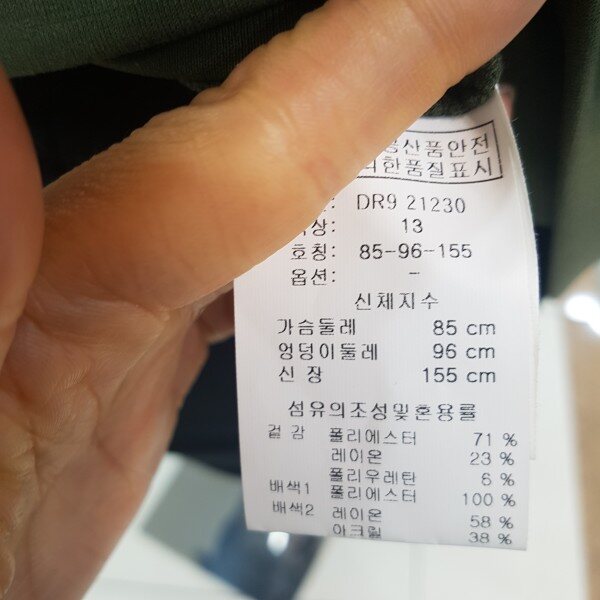 용산품안전
의한품질표시
: DR9 21230
상: 13
호칭: 85-96-155
옵션: -
신체지수
가슴둘레 85 cm
엉덩이둘레 96 cm
신 장 155 cm
섬유의조성및혼용률
겉 감 폴리에스터 71 %
레이온 23 %
폴리우레탄 6 %
배색1 폴리에스터 100 %
배색2 레이온 58 %
아크릴 38 %